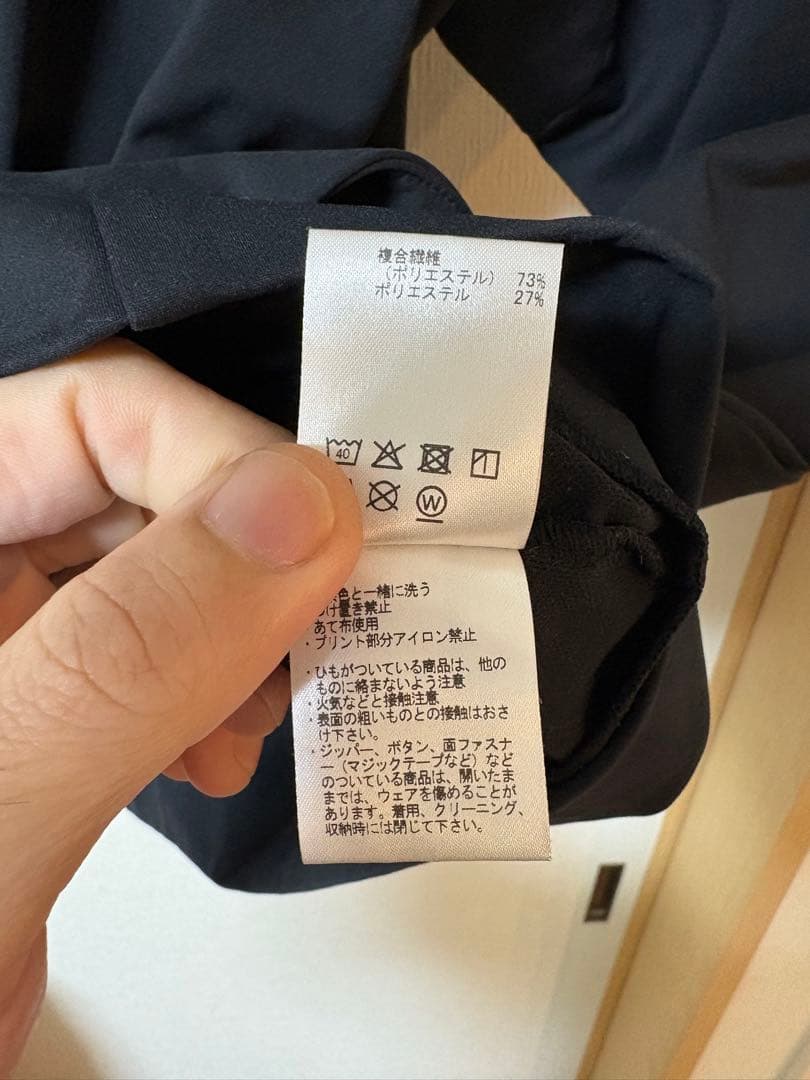 複合繊維
(ポリエステル) 73%
ポリエステル 27%
40
W
色と一緒に洗う
け置き禁止
あて布使用
・プリント部分アイロン禁止
・ひもがついている商品は、他の
ものに絡まないよう注意
・火気などと接触注意
・表面の粗いものとの接触はおさ
け下さい。
・ジッパー、ボタン、面ファスナ
ー(マジックテープなど)など
のついている商品は、開いたま
までは、ウェアを傷めることが
あります。着用、クリーニング、
収納時には閉じて下さい。